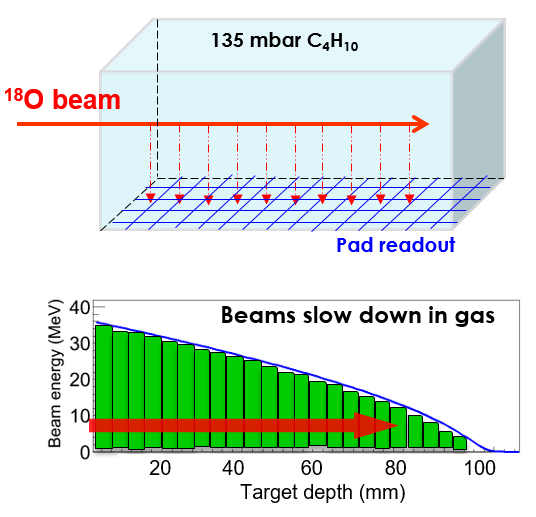 135 mbar C₄H₁₀
¹⁸O beam
Pad readout
Beams slow down in gas
Beam energy (MeV)
40
30
20
10
0
20 40 60 80 100
Target depth (mm)